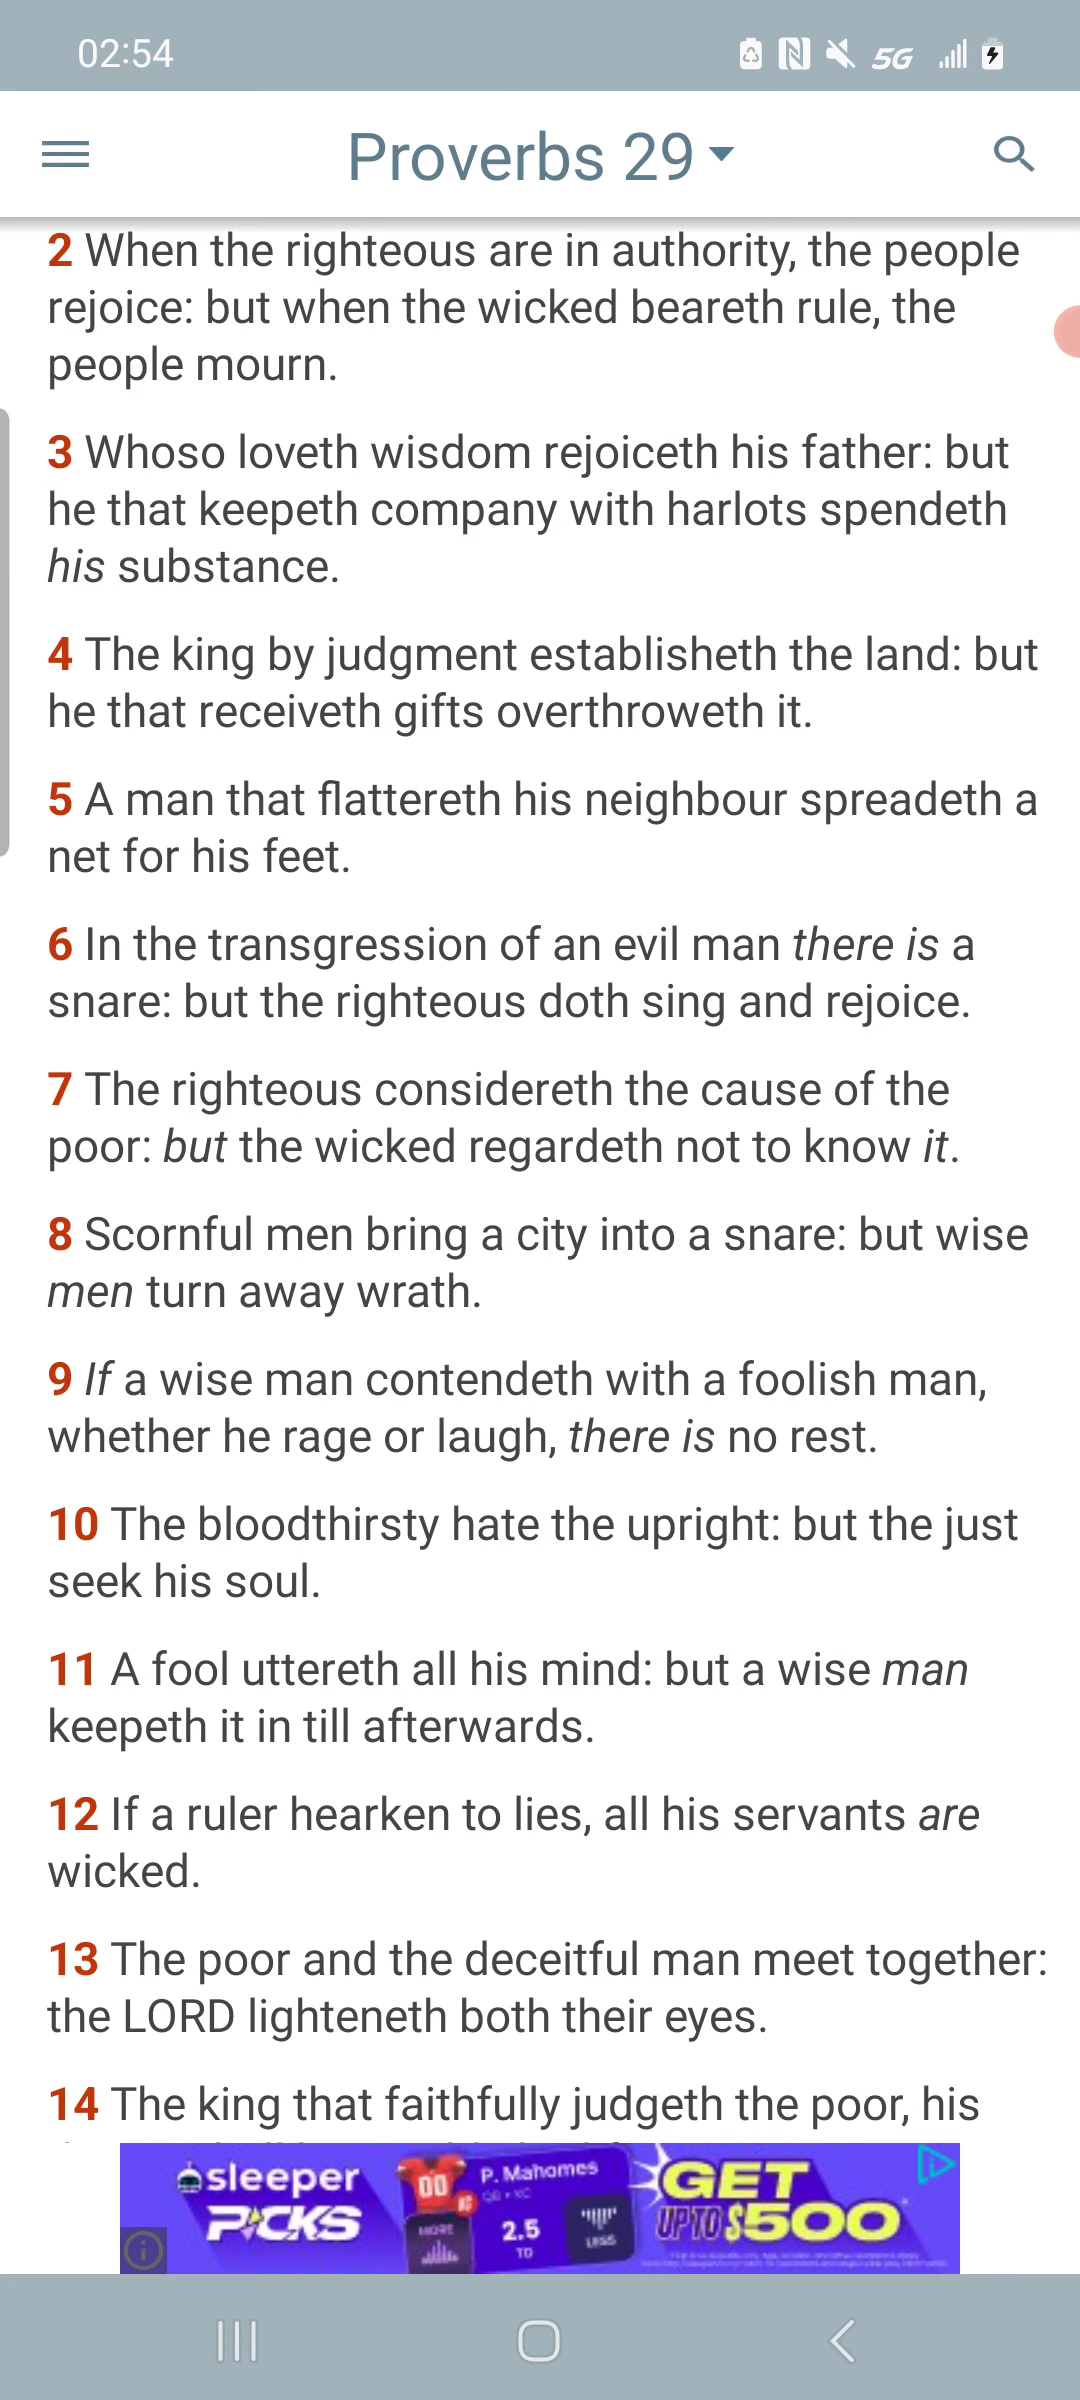 02:54
5G
Proverbs 29
2 When the righteous are in authority, the people
rejoice: but when the wicked beareth rule, the
people mourn.
3 Whoso loveth wisdom rejoiceth his father: but
he that keepeth company with harlots spendeth
his substance.
4 The king by judgment establisheth the land: but
he that receiveth gifts overthroweth it.
5 A man that flattereth his neighbour spreadeth a
net for his feet.
6 In the transgression of an evil man there is a
snare: but the righteous doth sing and rejoice.
7 The righteous considereth the cause of the
poor: but the wicked regardeth not to know it.
8 Scornful men bring a city into a snare: but wise
men turn away wrath.
9 If a wise man contendeth with a foolish man,
whether he rage or laugh, there is no rest.
10 The bloodthirsty hate the upright: but the just
seek his soul.
11 A fool uttereth all his mind: but a wise man
keepeth it in till afterwards.
12 If a ruler hearken to lies, all his servants are
wicked.
13 The poor and the deceitful man meet together:
the LORD lighteneth both their eyes.
14 The king that faithfully judgeth the poor, his
sleeper
PICKS
00
KC
P. Mahomes
QB • KC
MORE
2.5
TD
LESS
GET
UP TO $500